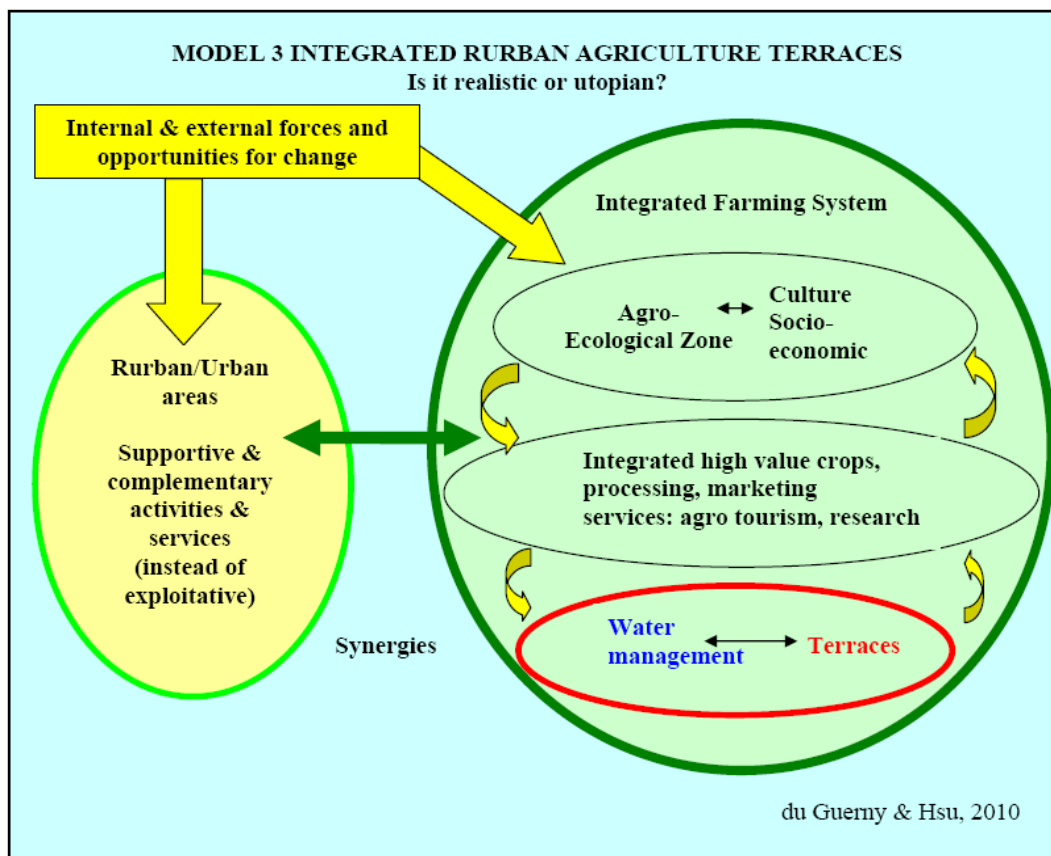 MODEL 3 INTEGRATED RURBAN AGRICULTURE TERRACES
Is it realistic or utopian?
Internal & external forces and
opportunities for change
Integrated Farming System
Agro-
Ecological Zone
Culture
Socio-
economic
Rurban/Urban
areas
Supportive &
complementary
activities &
services
(instead of
exploitative)
Integrated high value crops,
processing, marketing
services: agro tourism, research
Synergies
Water
management
Terraces
du Guerny & Hsu, 2010